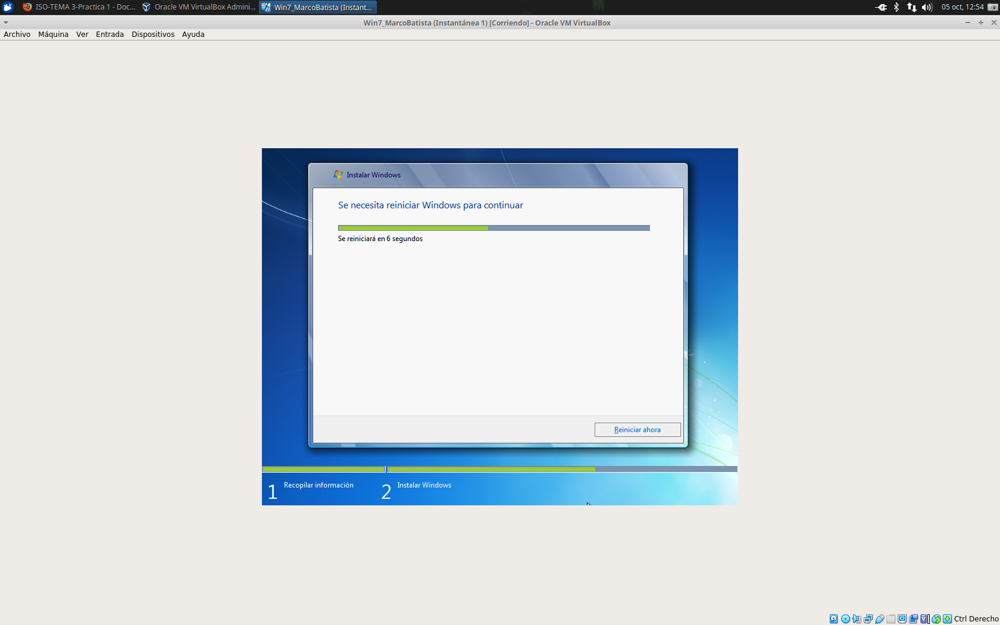 ISO-TEMA 3-Practica 1 - Doc...
Oracle VM VirtualBox Admini...
Win7_MarcoBatista (Instant...
05 oct, 12:54
Win7_MarcoBatista (Instantánea 1) [Corriendo] - Oracle VM VirtualBox
Archivo Máquina Ver Entrada Dispositivos Ayuda
Instalar Windows
Se necesita reiniciar Windows para continuar
Se reiniciará en 6 segundos
Reiniciar ahora
1 Recopilar información
2 Instalar Windows
Ctrl Derecho